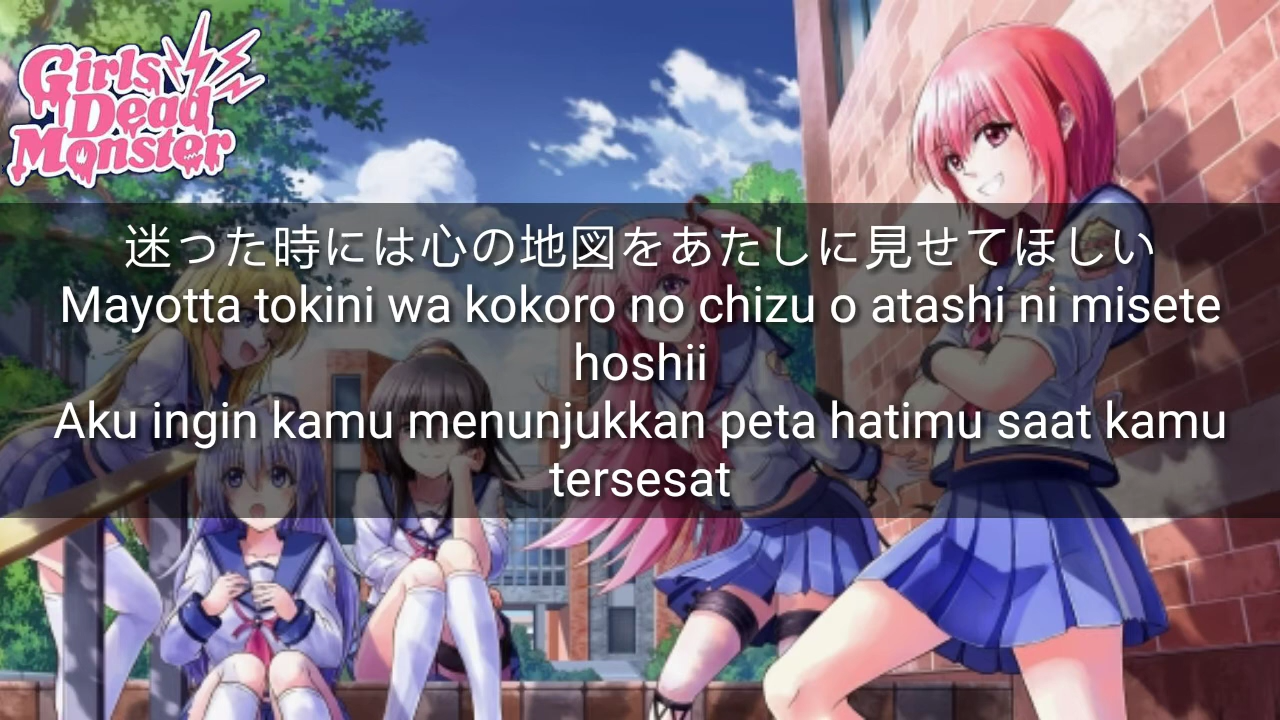 Girls
Dead
Monster
迷った時には心の地図をあたしに見せてほしい
Mayotta tokini wa kokoro no chizu o atashi ni misete
hoshii
Aku ingin kamu menunjukkan peta hatimu saat kamu
tersesat